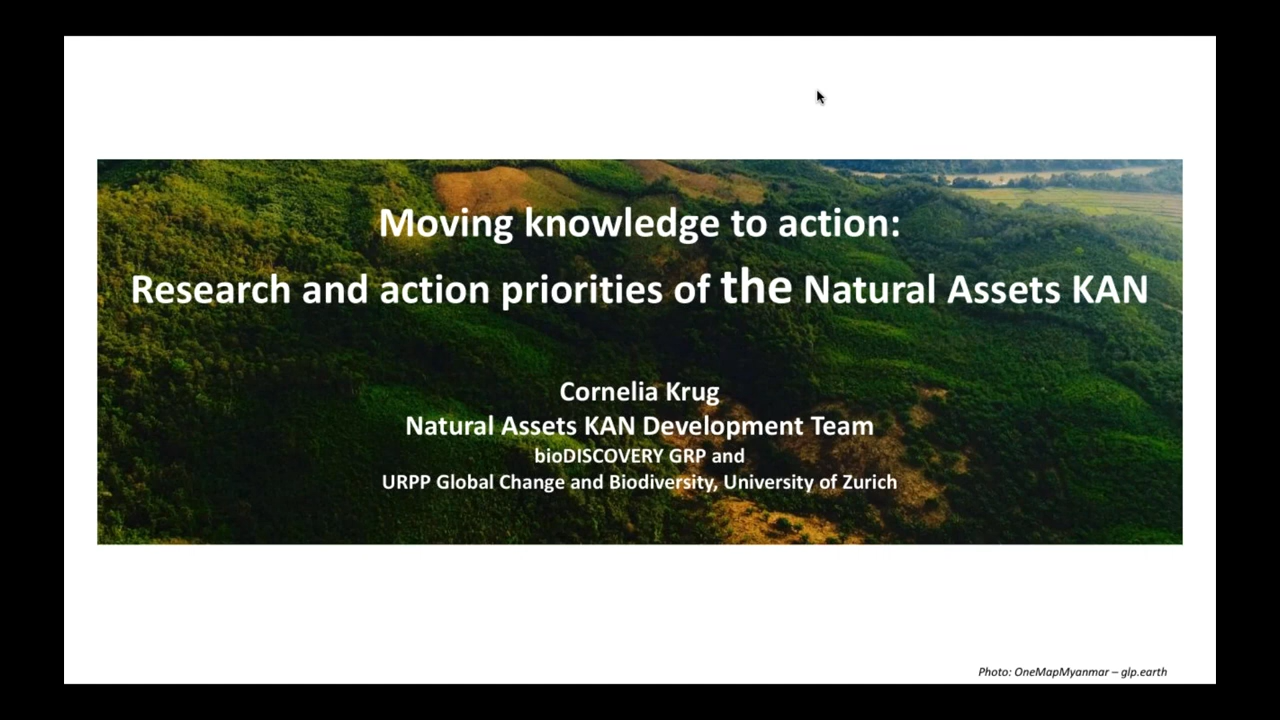 Moving knowledge to action:
Research and action priorities of the Natural Assets KAN
Cornelia Krug
Natural Assets KAN Development Team
bioDISCOVERY GRP and
URPP Global Change and Biodiversity, University of Zurich
Photo: OneMapMyanmar – glp.earth